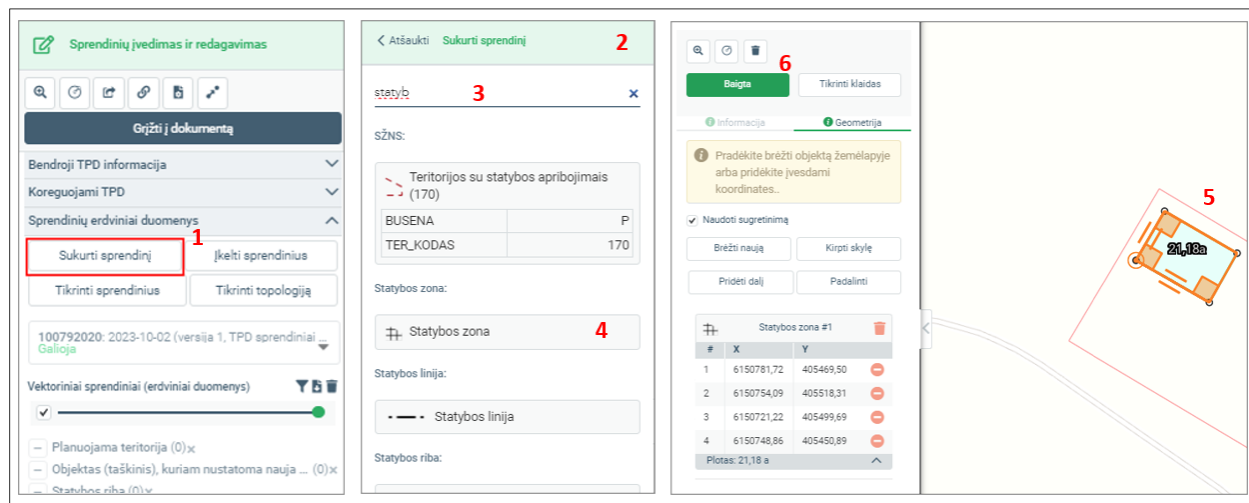 Sprendinių įvedimas ir redagavimas
Grįžti į dokumentą
Bendroji TPD informacija
Koreguojami TPD
Sprendinių erdviniai duomenys
1
Sukurti sprendinį
Įkelti sprendinius
Tikrinti sprendinius
Tikrinti topologiją
100792020: 2023-10-02 (versija 1, TPD sprendiniai ...
Galioja
Vektoriniai sprendiniai (erdviniai duomenys)
Planuojama teritorija (0)x
Objektas (taškinis), kuriam nustatoma nauja ... (0)x
Statybos riba (0)x
Atšaukti Sukurti sprendinį 2
statyb 3 ×
SŽNS:
Teritorijos su statybos apribojimais
(170)
BUSENA P
TER_KODAS 170
Statybos zona:
Statybos zona 4
Statybos linija:
Statybos linija
Statybos riba:
6
Baigta
Tikrinti klaidas
Informacija
Geometrija
Pradėkite brėžti objektą žemėlapyje
arba pridėkite įvesdami
koordinates..
Naudoti sugretinimą
Brėžti naują
Kirpti skylę
Pridėti dalį
Padalinti
Statybos zona #1
# X Y
1 6150781,72 405469,50
2 6150754,09 405518,31
3 6150721,22 405499,69
4 6150748,86 405450,89
Plotas: 21,18 a
5
21,18a